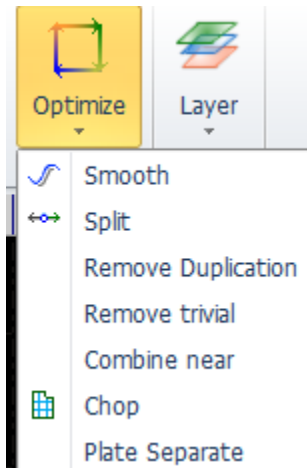 Optimize
Layer
Smooth
Split
Remove Duplication
Remove trivial
Combine near
Chop
Plate Separate